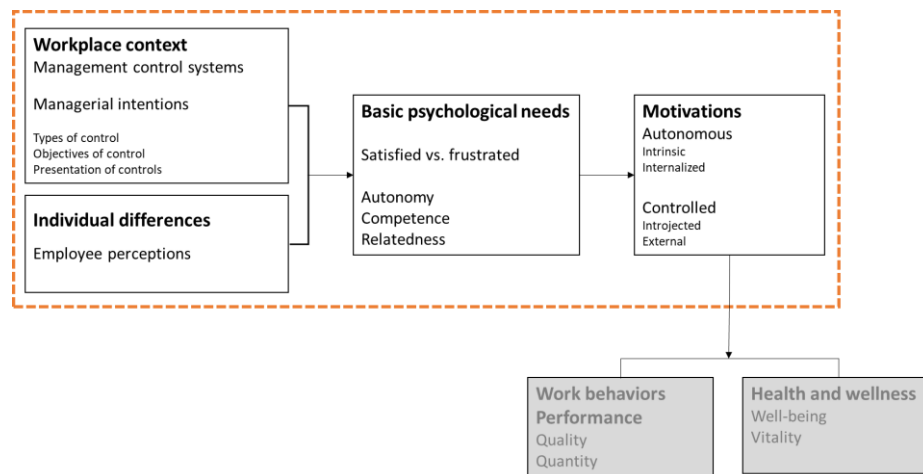 Workplace context
Management control systems
Managerial intentions
Types of control
Objectives of control
Presentation of controls
Individual differences
Employee perceptions
Basic psychological needs
Satisfied vs. frustrated
Autonomy
Competence
Relatedness
Motivations
Autonomous
Intrinsic
Internalized
Controlled
Introjected
External
Work behaviors
Performance
Quality
Quantity
Health and wellness
Well-being
Vitality